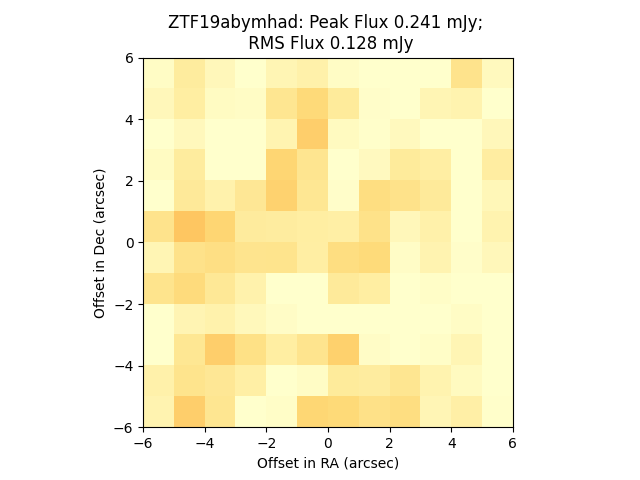 ZTF19abymhad: Peak Flux 0.241 mJy;
RMS Flux 0.128 mJy
6
4
2
0
−2
−4
−6
Offset in Dec (arcsec)
−6 −4 −2 0 2 4 6
Offset in RA (arcsec)